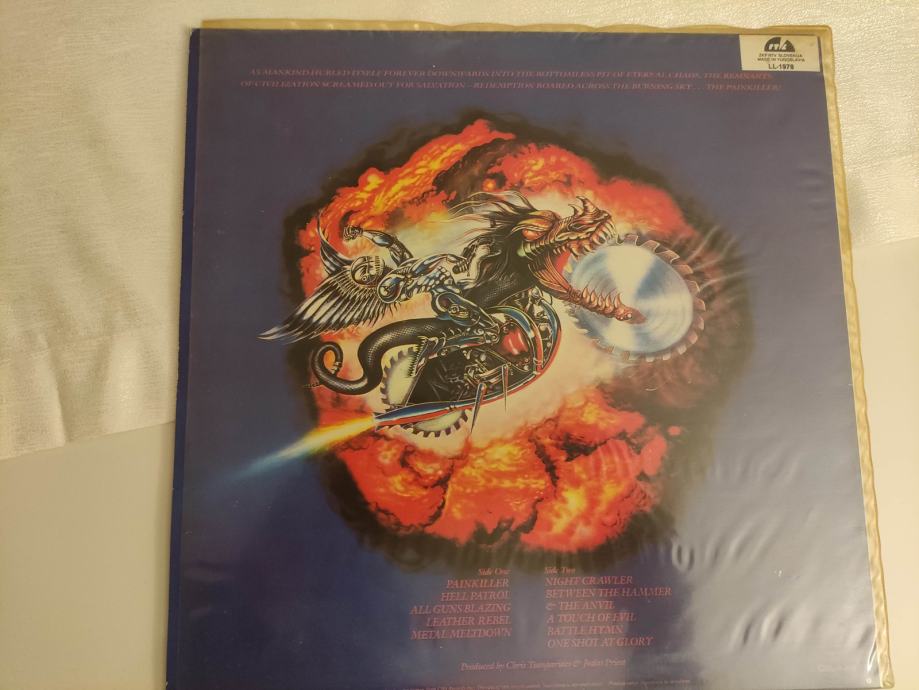 ZKP RTV SLOVENIJA
MADE IN YUGOSLAVIA
LL-1978
AS MANKIND HURLED ITSELF FOREVER DOWNWARDS INTO THE BOTTOMLESS PIT OF ETERNAL CHAOS, THE REMNANTS
OF CIVILIZATION SCREAMED OUT FOR SALVATION – REDEMPTION ROARED ACROSS THE BURNING SKY... THE PAINKILLER!
Side One
PAINKILLER
HELL PATROL
ALL GUNS BLAZING
LEATHER REBEL
METAL MELTDOWN
Side Two
NIGHT CRAWLER
BETWEEN THE HAMMER
& THE ANVIL
A TOUCH OF EVIL
BATTLE HYMN
ONE SHOT AT GLORY
Produced by Chris Tsangarides & Judas Priest